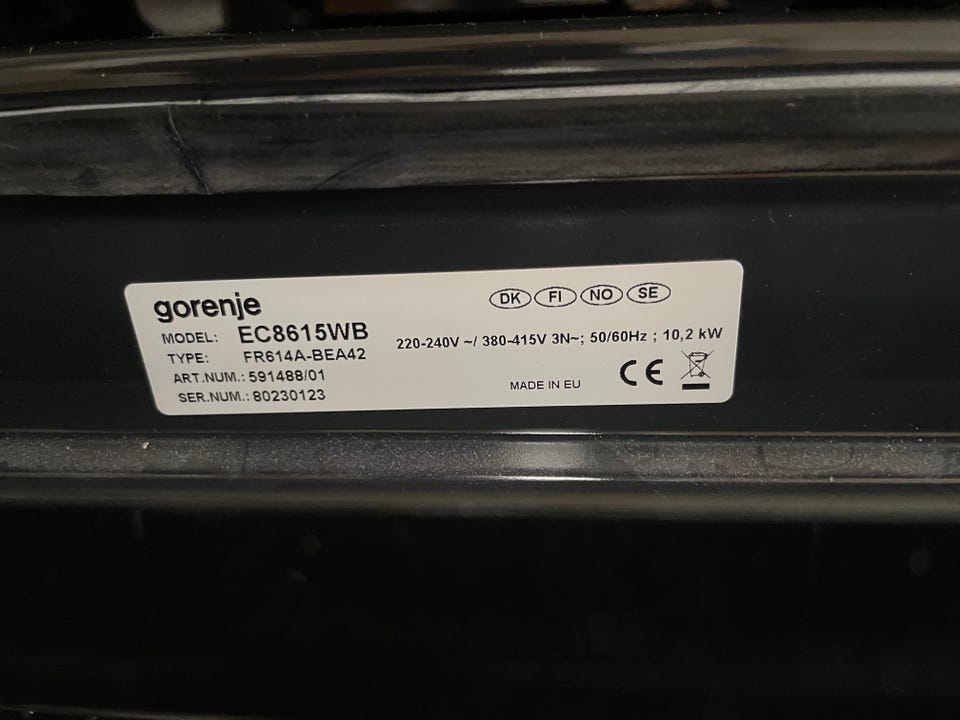 gorenje
DK FI NO SE
MODEL: EC8615WB
TYPE: FR614A-BEA42
220-240V ~/ 380-415V 3N~; 50/60Hz ; 10,2 kW
ART.NUM.: 591488/01
SER.NUM.: 80230123
MADE IN EU
CE